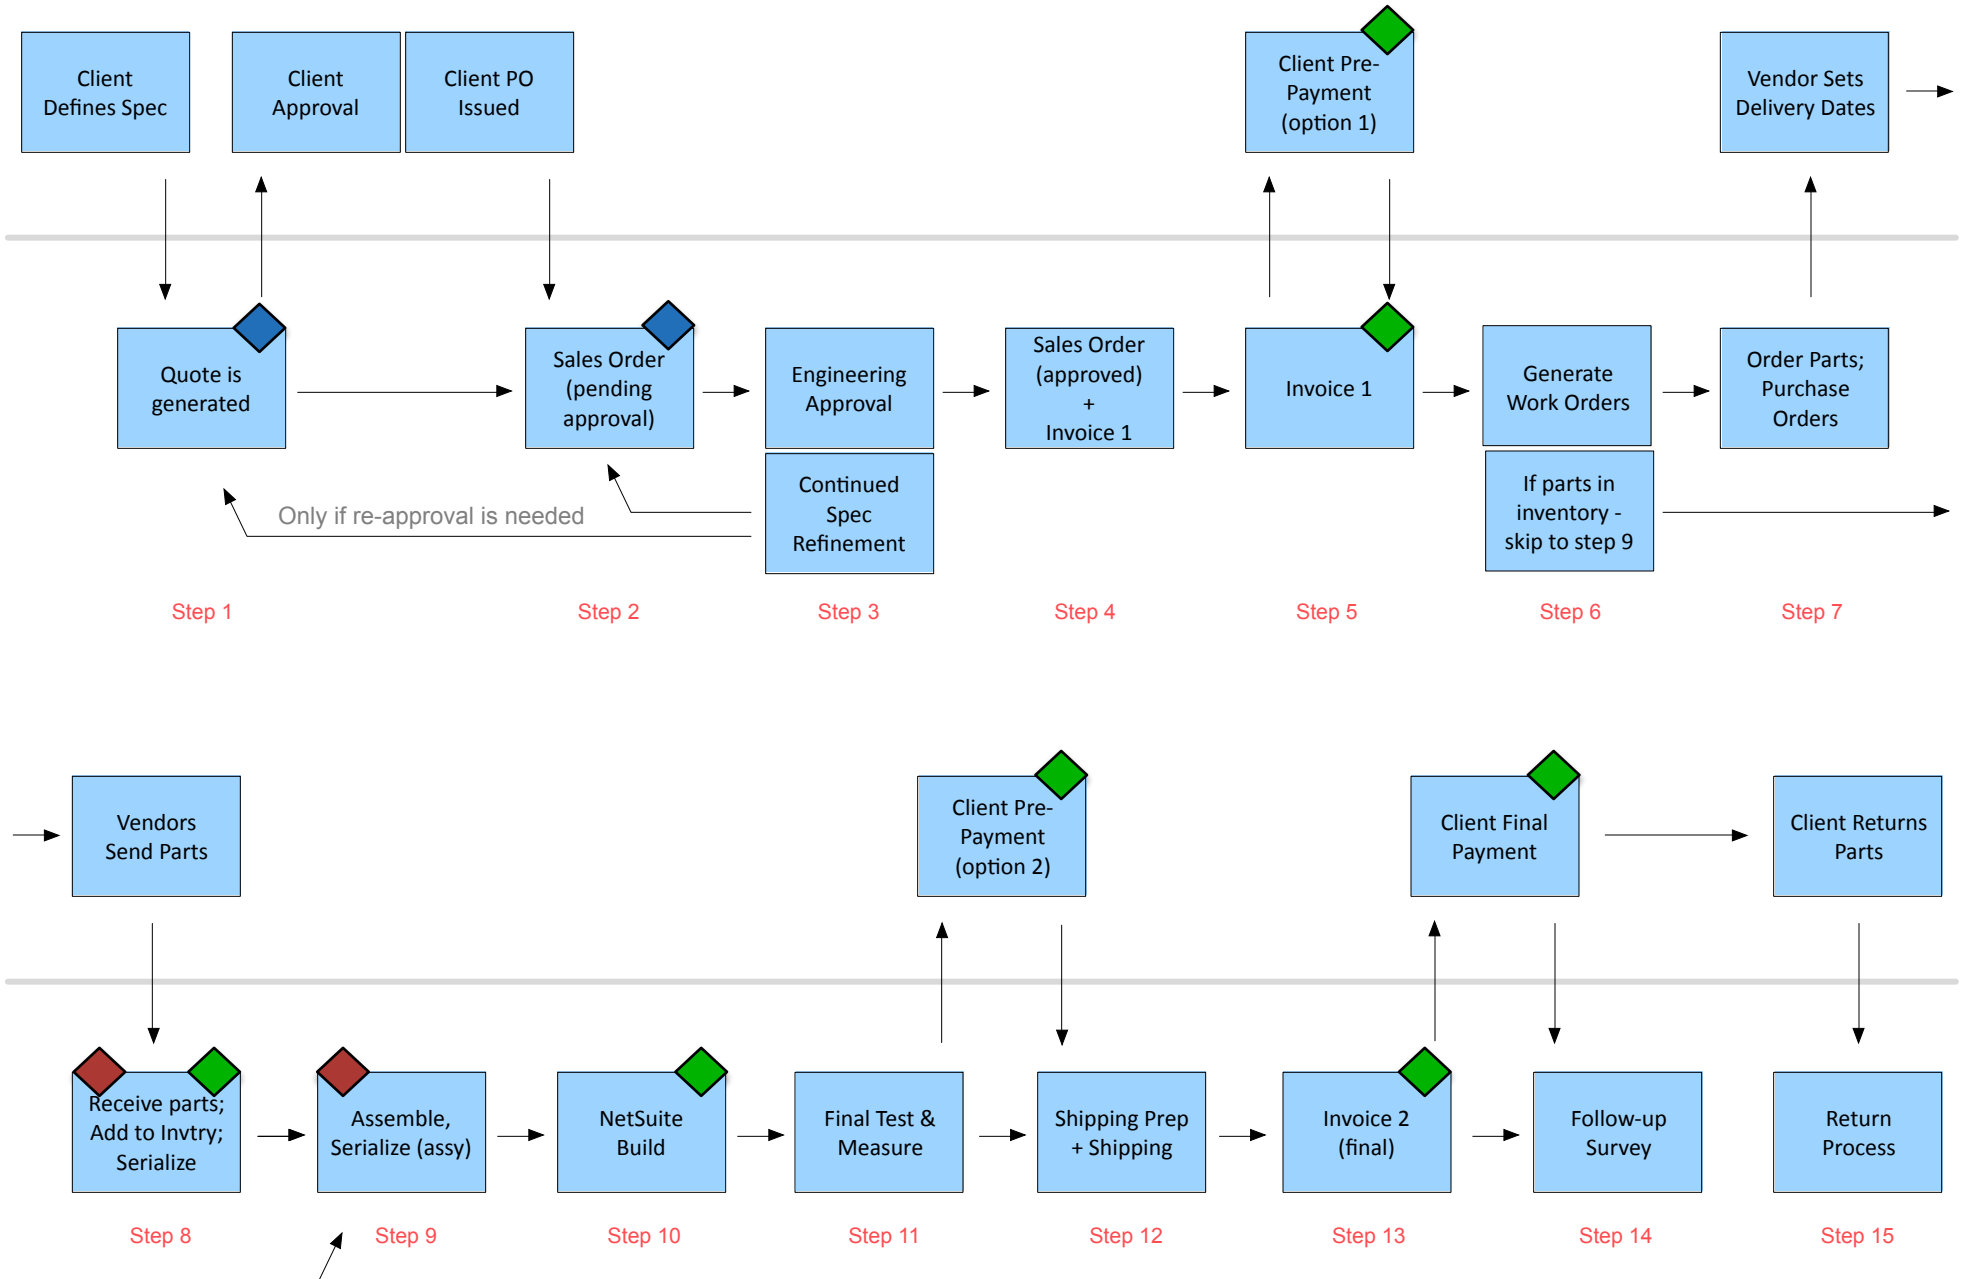 Client
Defines Spec
Client
Approval
Client PO
Issued
Client Pre-
Payment
(option 1)
Vendor Sets
Delivery Dates
Quote is
generated
Sales Order
(pending
approval)
Engineering
Approval
Sales Order
(approved)
+
Invoice 1
Invoice 1
Generate
Work Orders
Order Parts;
Purchase
Orders
Only if re-approval is needed
Continued
Spec
Refinement
If parts in
inventory -
skip to step 9
Step 1
Step 2
Step 3
Step 4
Step 5
Step 6
Step 7
Vendors
Send Parts
Client Pre-
Payment
(option 2)
Client Final
Payment
Client Returns
Parts
Receive parts;
Add to Invtry;
Serialize
Assemble,
Serialize (assy)
NetSuite
Build
Final Test &
Measure
Shipping Prep
+ Shipping
Invoice 2
(final)
Follow-up
Survey
Return
Process
Step 8
Step 9
Step 10
Step 11
Step 12
Step 13
Step 14
Step 15